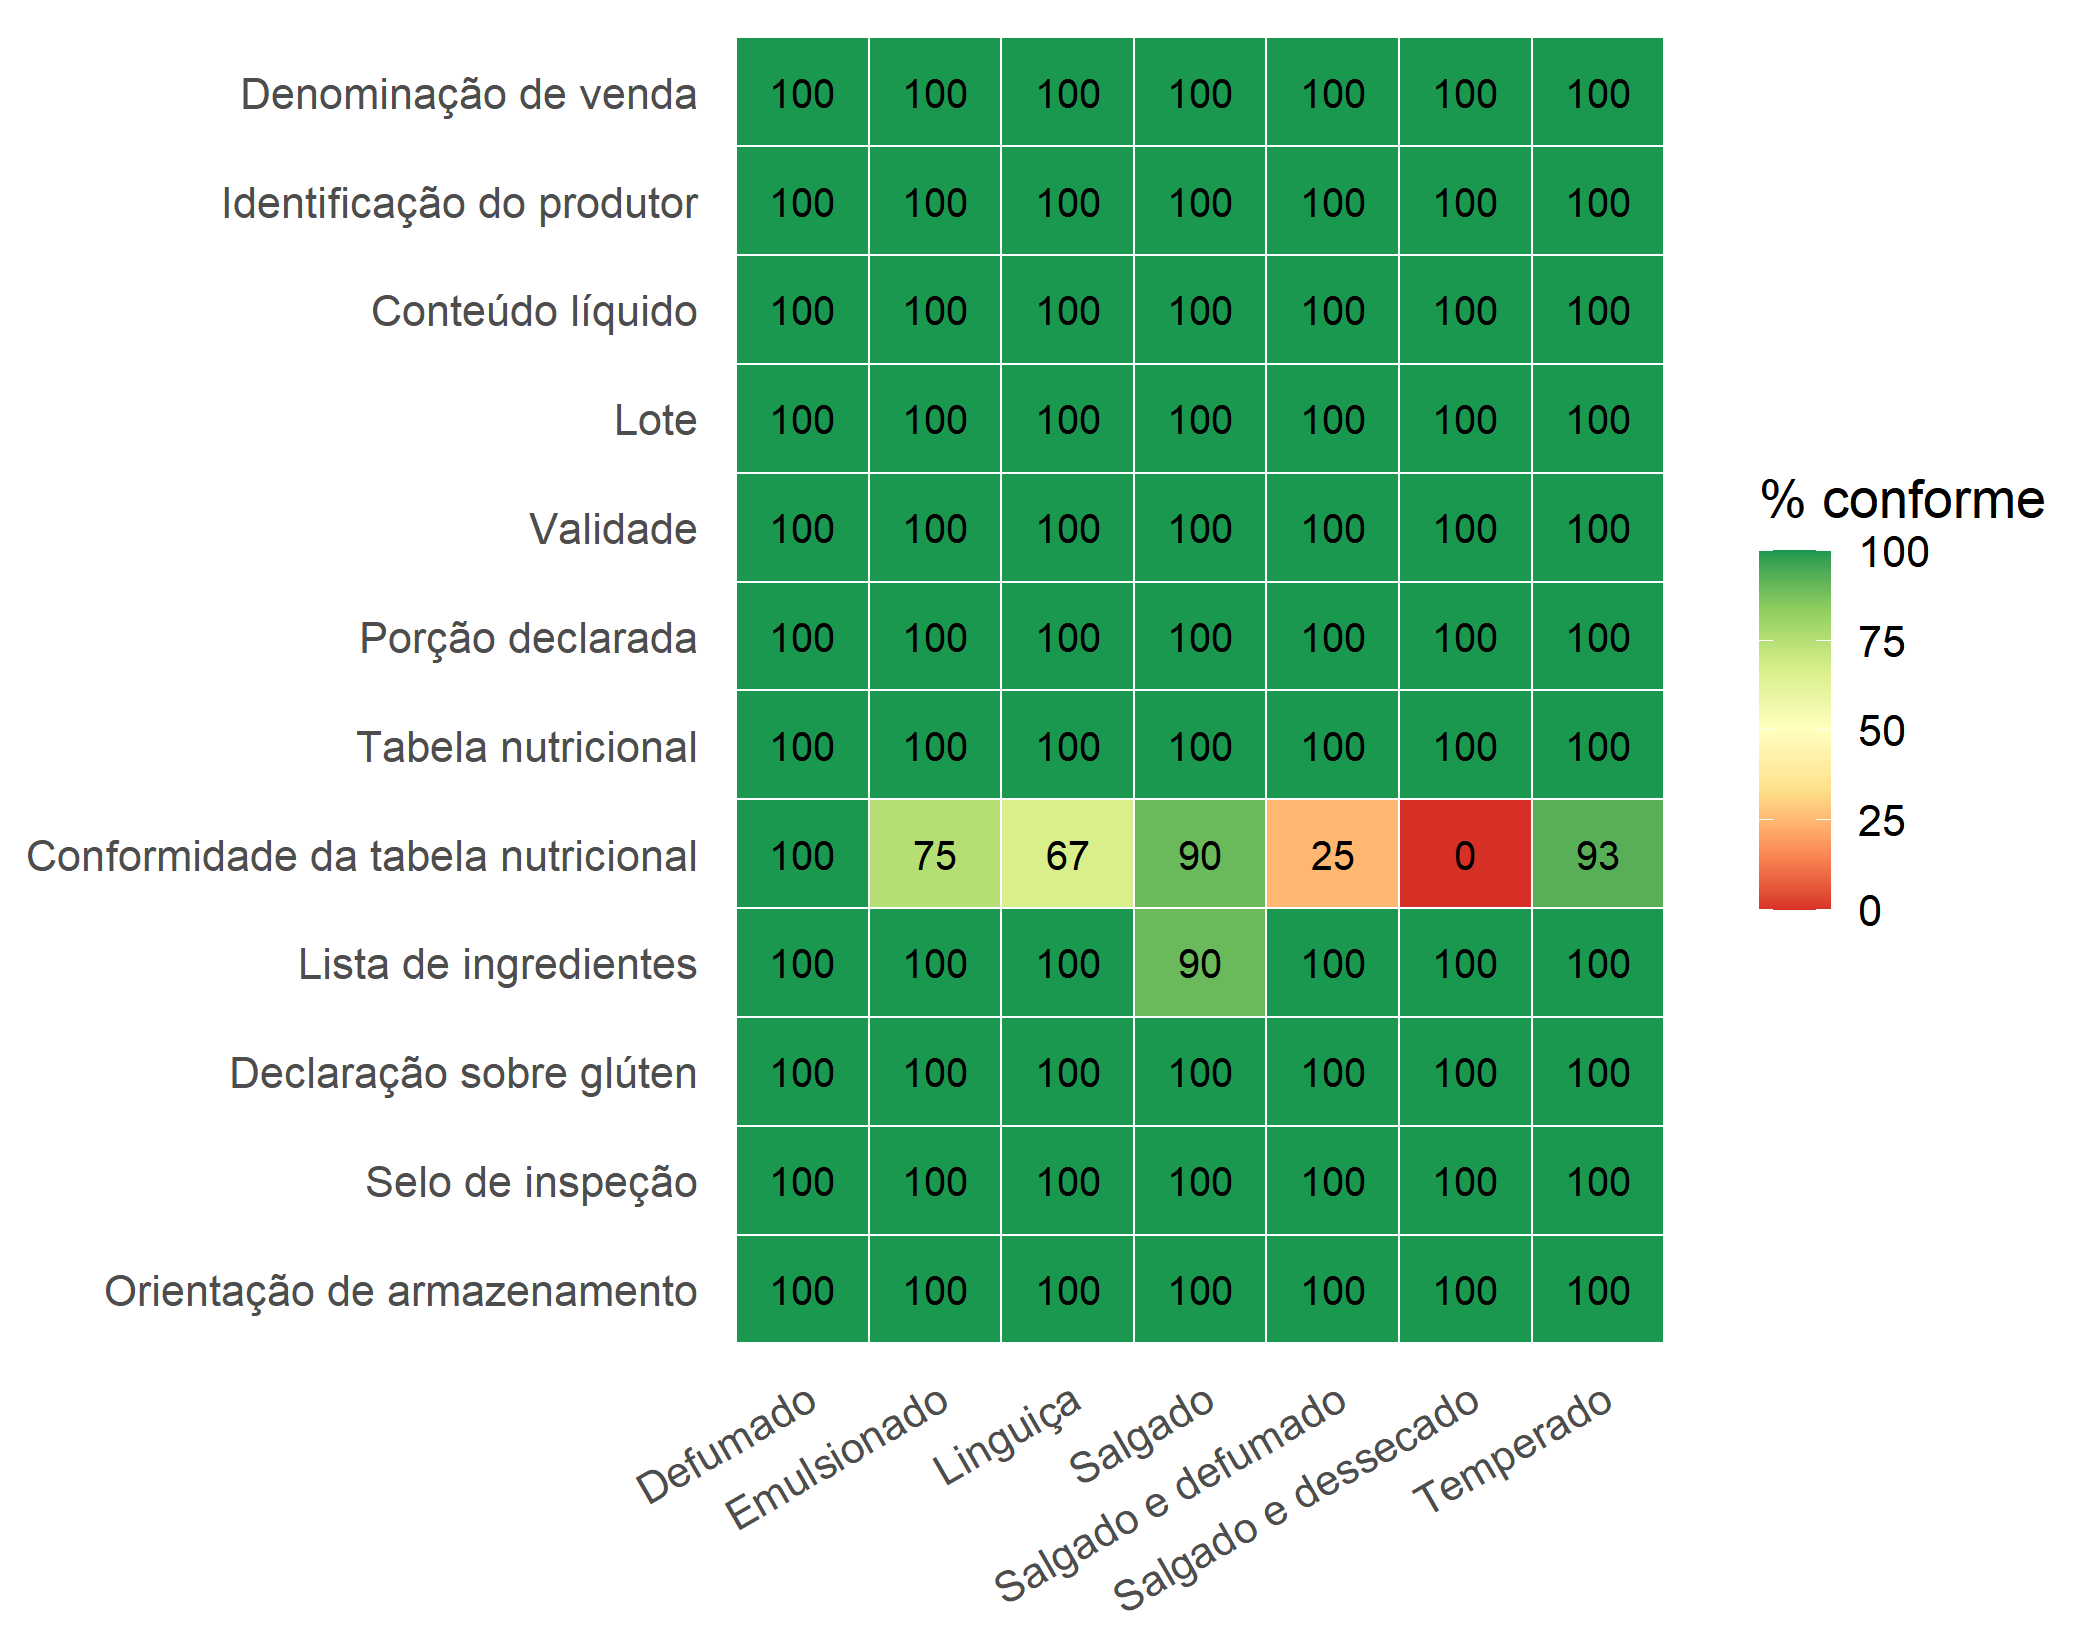 Denominação de venda 100 100 100 100 100 100 100
Identificação do produtor 100 100 100 100 100 100 100
Conteúdo líquido 100 100 100 100 100 100 100
Lote 100 100 100 100 100 100 100
Validade 100 100 100 100 100 100 100
Porção declarada 100 100 100 100 100 100 100
Tabela nutricional 100 100 100 100 100 100 100
Conformidade da tabela nutricional 100 75 67 90 25 0 93
Lista de ingredientes 100 100 100 90 100 100 100
Declaração sobre glúten 100 100 100 100 100 100 100
Selo de inspeção 100 100 100 100 100 100 100
Orientação de armazenamento 100 100 100 100 100 100 100
Defumado
Emulsionado
Linguiça
Salgado
Salgado e defumado
Salgado e dessecado
Temperado
% conforme
100
75
50
25
0